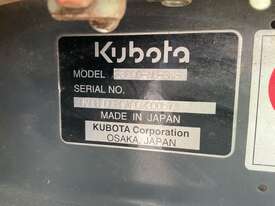 Kubota
MODEL
SERIAL NO.
MADE IN JAPAN
KUBOTA Corporation
OSAKA, JAPAN